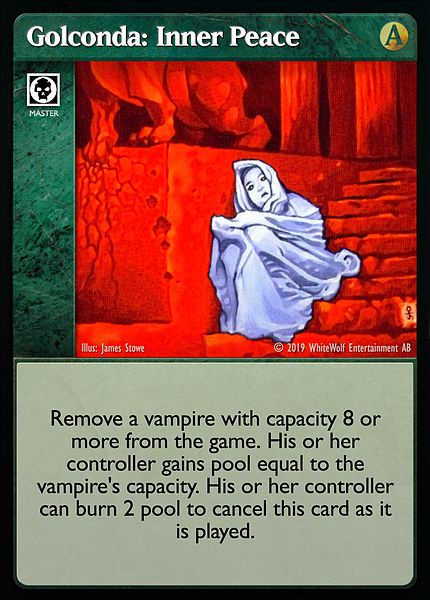 Golconda: Inner Peace
A
MASTER
Illus: James Stowe
© 2019 WhiteWolf Entertainment AB
Remove a vampire with capacity 8 or
more from the game. His or her
controller gains pool equal to the
vampire's capacity. His or her controller
can burn 2 pool to cancel this card as it
is played.